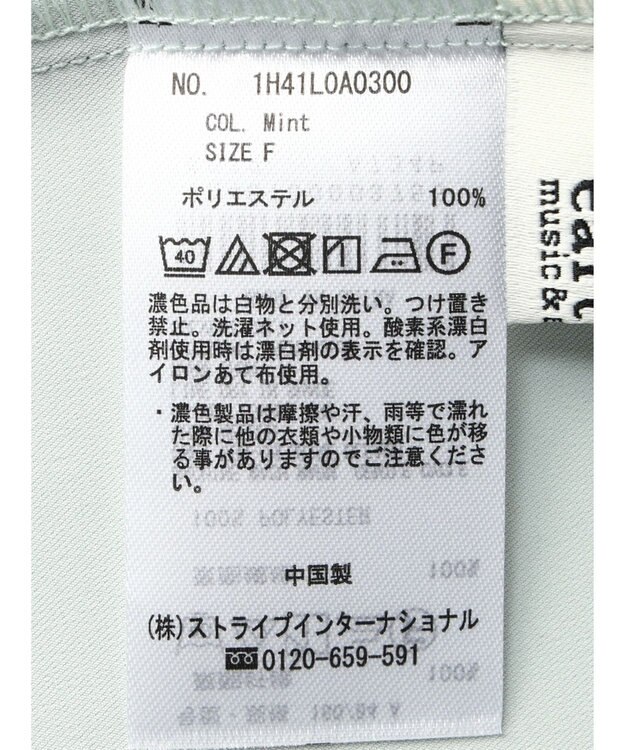 NO. 1H41L0A0300
COL. Mint
SIZE F
ポリエステル 100%
40
F
濃色品は白物と分別洗い。つけ置き
禁止。洗濯ネット使用。酸素系漂白
剤使用時は漂白剤の表示を確認。ア
イロンあて布使用。
・濃色製品は摩擦や汗、雨等で濡れ
た際に他の衣類や小物類に色が移
る事がありますのでご注意くださ
い。
中国製
(株)ストライプインターナショナル
0120-659-591
music&
100% POLYESTER